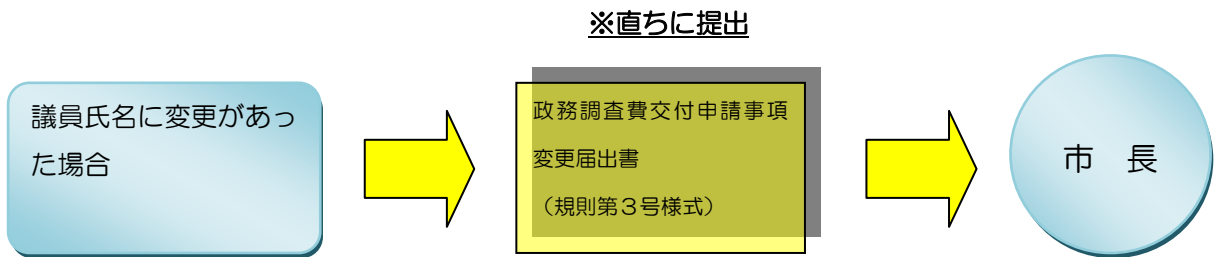 ※直ちに提出
議員氏名に変更があっ
た場合
政務調査費交付申請事項
変更届出書
（規則第３号様式）
市　長